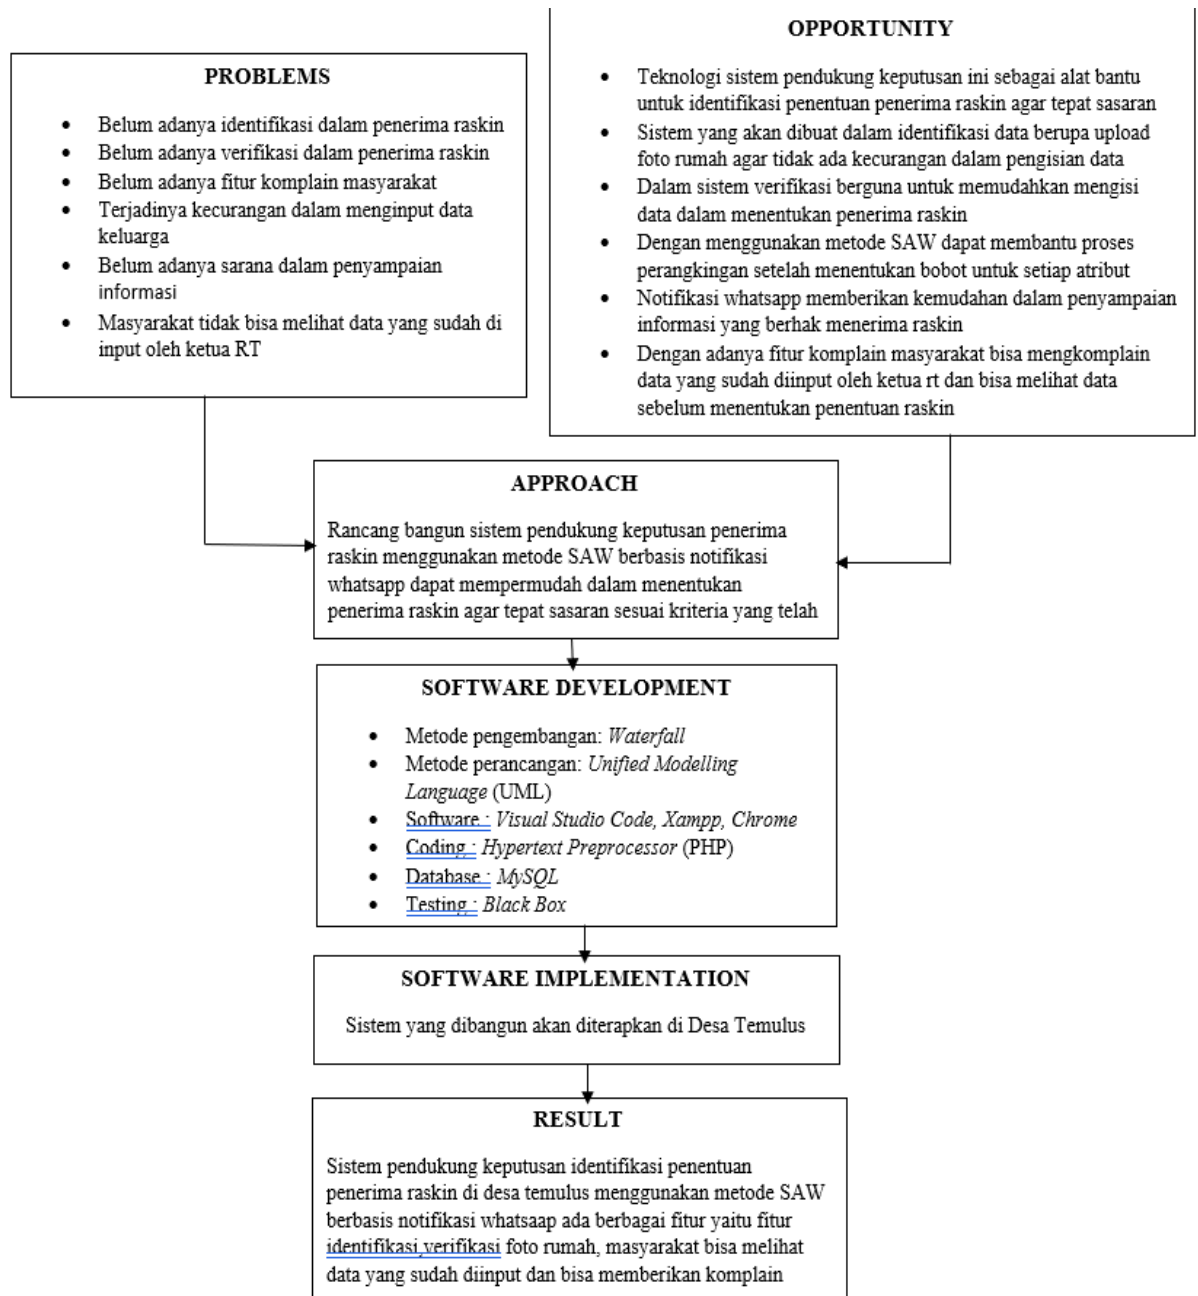 PROBLEMS
• Belum adanya identifikasi dalam penerima raskin
• Belum adanya verifikasi dalam penerima raskin
• Belum adanya fitur komplain masyarakat
• Terjadinya kecurangan dalam menginput data
keluarga
• Belum adanya sarana dalam penyampaian
informasi
• Masyarakat tidak bisa melihat data yang sudah di
input oleh ketua RT
OPPORTUNITY
• Teknologi sistem pendukung keputusan ini sebagai alat bantu
untuk identifikasi penentuan penerima raskin agar tepat sasaran
• Sistem yang akan dibuat dalam identifikasi data berupa upload
foto rumah agar tidak ada kecurangan dalam pengisian data
• Dalam sistem verifikasi berguna untuk memudahkan mengisi
data dalam menentukan penerima raskin
• Dengan menggunakan metode SAW dapat membantu proses
perangkingan setelah menentukan bobot untuk setiap atribut
• Notifikasi whatsapp memberikan kemudahan dalam penyampaian
informasi yang berhak menerima raskin
• Dengan adanya fitur komplain masyarakat bisa mengkomplain
data yang sudah diinput oleh ketua rt dan bisa melihat data
sebelum menentukan penentuan raskin
APPROACH
Rancang bangun sistem pendukung keputusan penerima
raskin menggunakan metode SAW berbasis notifikasi
whatsapp dapat mempermudah dalam menentukan
penerima raskin agar tepat sasaran sesuai kriteria yang telah
SOFTWARE DEVELOPMENT
• Metode pengembangan: Waterfall
• Metode perancangan: Unified Modelling
Language (UML)
• Software : Visual Studio Code, Xampp, Chrome
• Coding : Hypertext Preprocessor (PHP)
• Database : MySQL
• Testing : Black Box
SOFTWARE IMPLEMENTATION
Sistem yang dibangun akan diterapkan di Desa Temulus
RESULT
Sistem pendukung keputusan identifikasi penentuan
penerima raskin di desa temulus menggunakan metode SAW
berbasis notifikasi whatsaap ada berbagai fitur yaitu fitur
identifikasi,verifikasi foto rumah, masyarakat bisa melihat
data yang sudah diinput dan bisa memberikan komplain